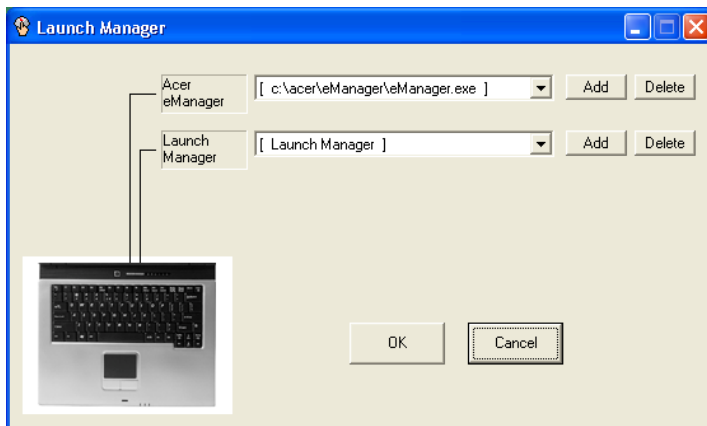 Launch Manager
Acer
eManager
[ c:\acer\eManager\eManager.exe ]
Add
Delete
Launch
Manager
[ Launch Manager ]
Add
Delete
OK
Cancel